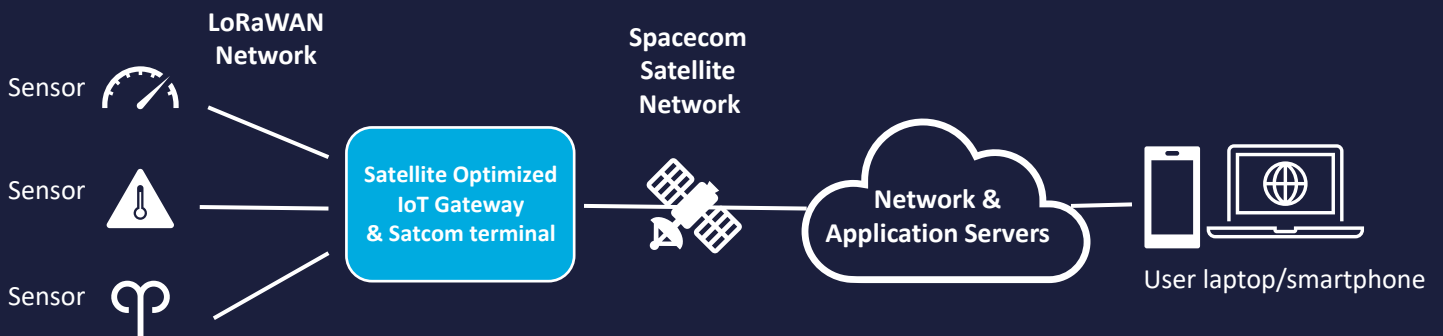 LoRaWAN
Network
Spacecom
Satellite
Network
Sensor
Sensor
Sensor
Satellite Optimized
IoT Gateway
& Satcom terminal
Network &
Application Servers
User laptop/smartphone